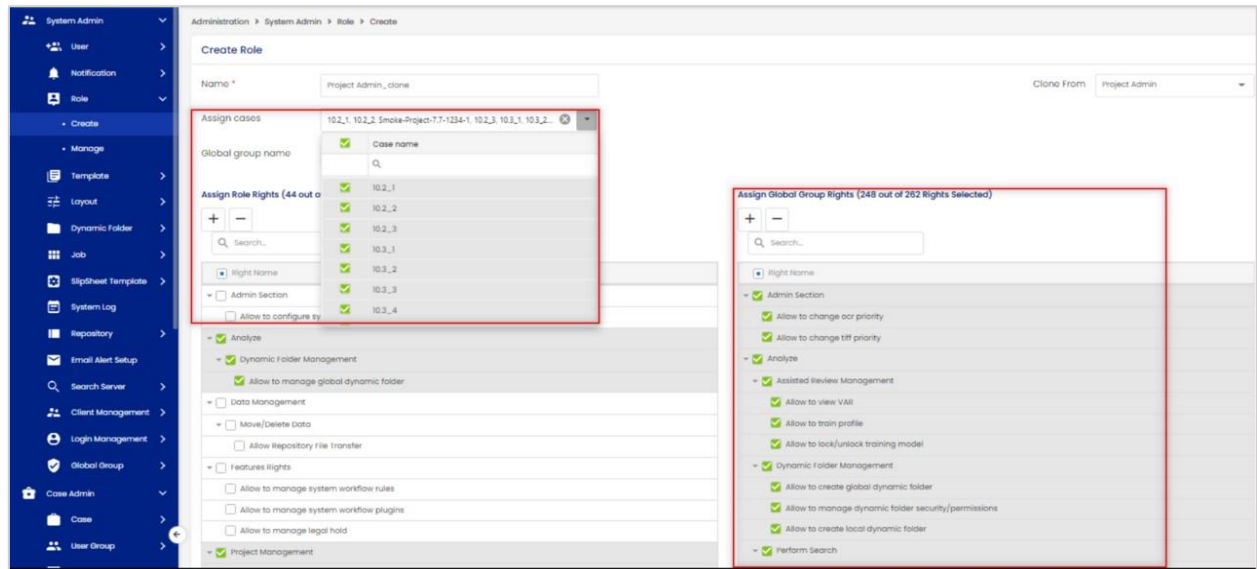 System Admin
User
Notification
Role
Create
Manage
Template
Layout
Dynamic Folder
Job
SlipSheet Template
System Log
Repository
Email Alert Setup
Search Server
Client Management
Login Management
Global Group
Case Admin
Case
User Group
Administration > System Admin > Role > Create
Create Role
Name *
Project Admin_clone
Clone From
Project Admin
Assign cases
10.2_1, 10.2_2, Smoke-Project-7.7-1234-1, 10.2_3, 10.3_1, 10.3_2...
Global group name
Case name
10.2_1
10.2_2
10.2_3
10.3_1
10.3_2
10.3_3
10.3_4
Assign Role Rights (44 out o
Search...
Right Name
Admin Section
Allow to configure sy
Analyze
Dynamic Folder Management
Allow to manage global dynamic folder
Data Management
Move/Delete Data
Allow Repository File Transfer
Features Rights
Allow to manage system workflow rules
Allow to manage system workflow plugins
Allow to manage legal hold
Project Management
Assign Global Group Rights (248 out of 262 Rights Selected)
Search...
Right Name
Admin Section
Allow to change ocr priority
Allow to change tiff priority
Analyze
Assisted Review Management
Allow to view VAR
Allow to train profile
Allow to lock/unlock training model
Dynamic Folder Management
Allow to create global dynamic folder
Allow to manage dynamic folder security/permissions
Allow to create local dynamic folder
Perform Search